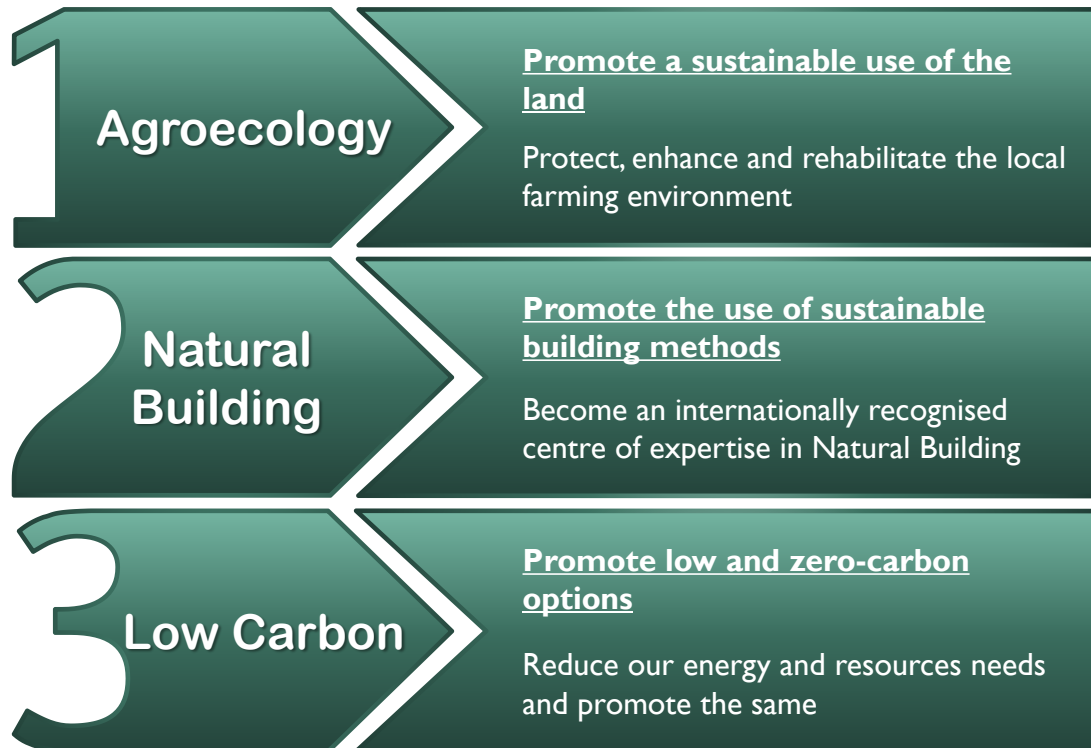 1
Agroecology
Promote a sustainable use of the
land
Protect, enhance and rehabilitate the local
farming environment
2
Natural
Building
Promote the use of sustainable
building methods
Become an internationally recognised
centre of expertise in Natural Building
3
Low Carbon
Promote low and zero-carbon
options
Reduce our energy and resources needs
and promote the same